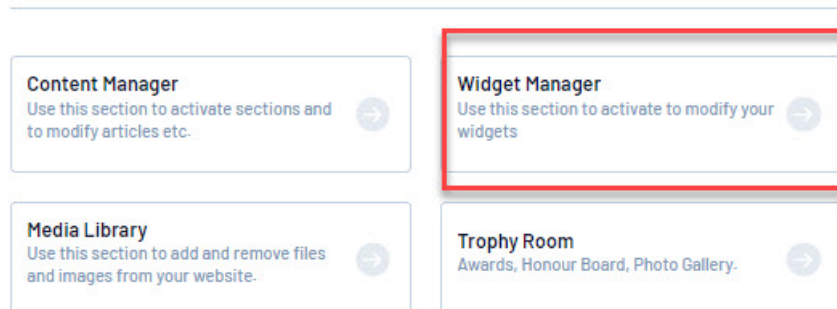 Content Manager
Use this section to activate sections and
to modify articles etc.
Widget Manager
Use this section to activate to modify your
widgets
Media Library
Use this section to add and remove files
and images from your website.
Trophy Room
Awards, Honour Board, Photo Gallery.